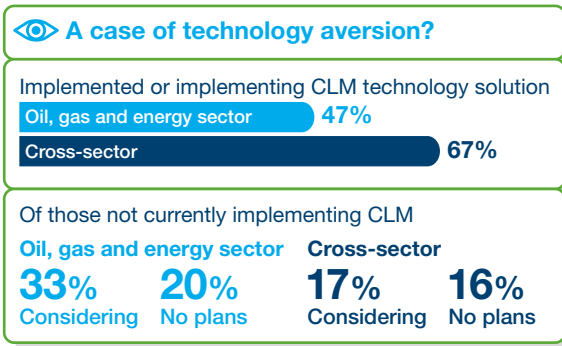 A case of technology aversion?
Implemented or implementing CLM technology solution
Oil, gas and energy sector 47%
Cross-sector 67%
Of those not currently implementing CLM
Oil, gas and energy sector Cross-sector
33% 20% 17% 16%
Considering No plans Considering No plans